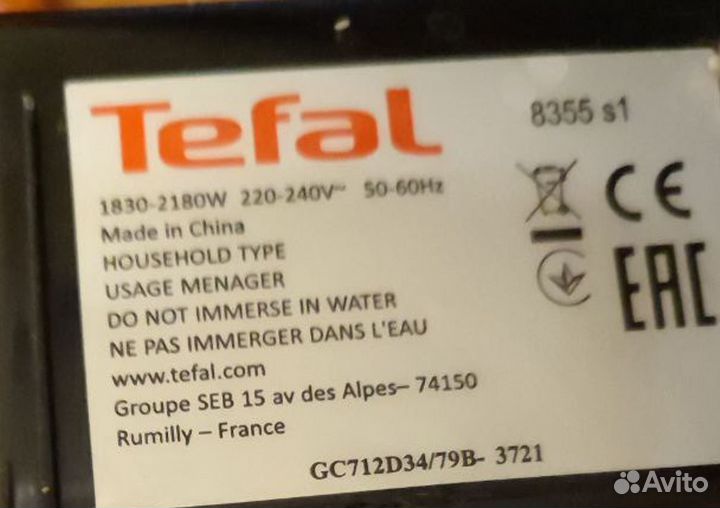 Tefal
8355 s1
1830-2180W 220-240V~ 50-60Hz
Made in China
HOUSEHOLD TYPE
USAGE MENAGER
DO NOT IMMERSE IN WATER
NE PAS IMMERGER DANS L'EAU
www.tefal.com
Groupe SEB 15 av des Alpes– 74150
Rumilly – France
CE
EAC
GC712D34/79B- 3721
Avito